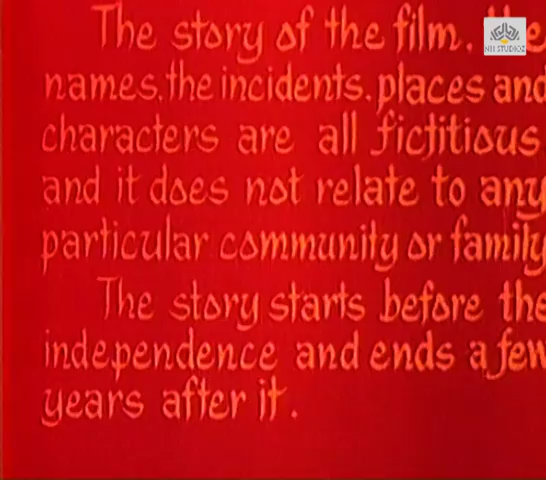 The story of the film, the
names, the incidents, places and
characters are all fictitious
and it does not relate to any
particular community or family
The story starts before the
independence and ends a few
years after it.
N11 STUDIOZ